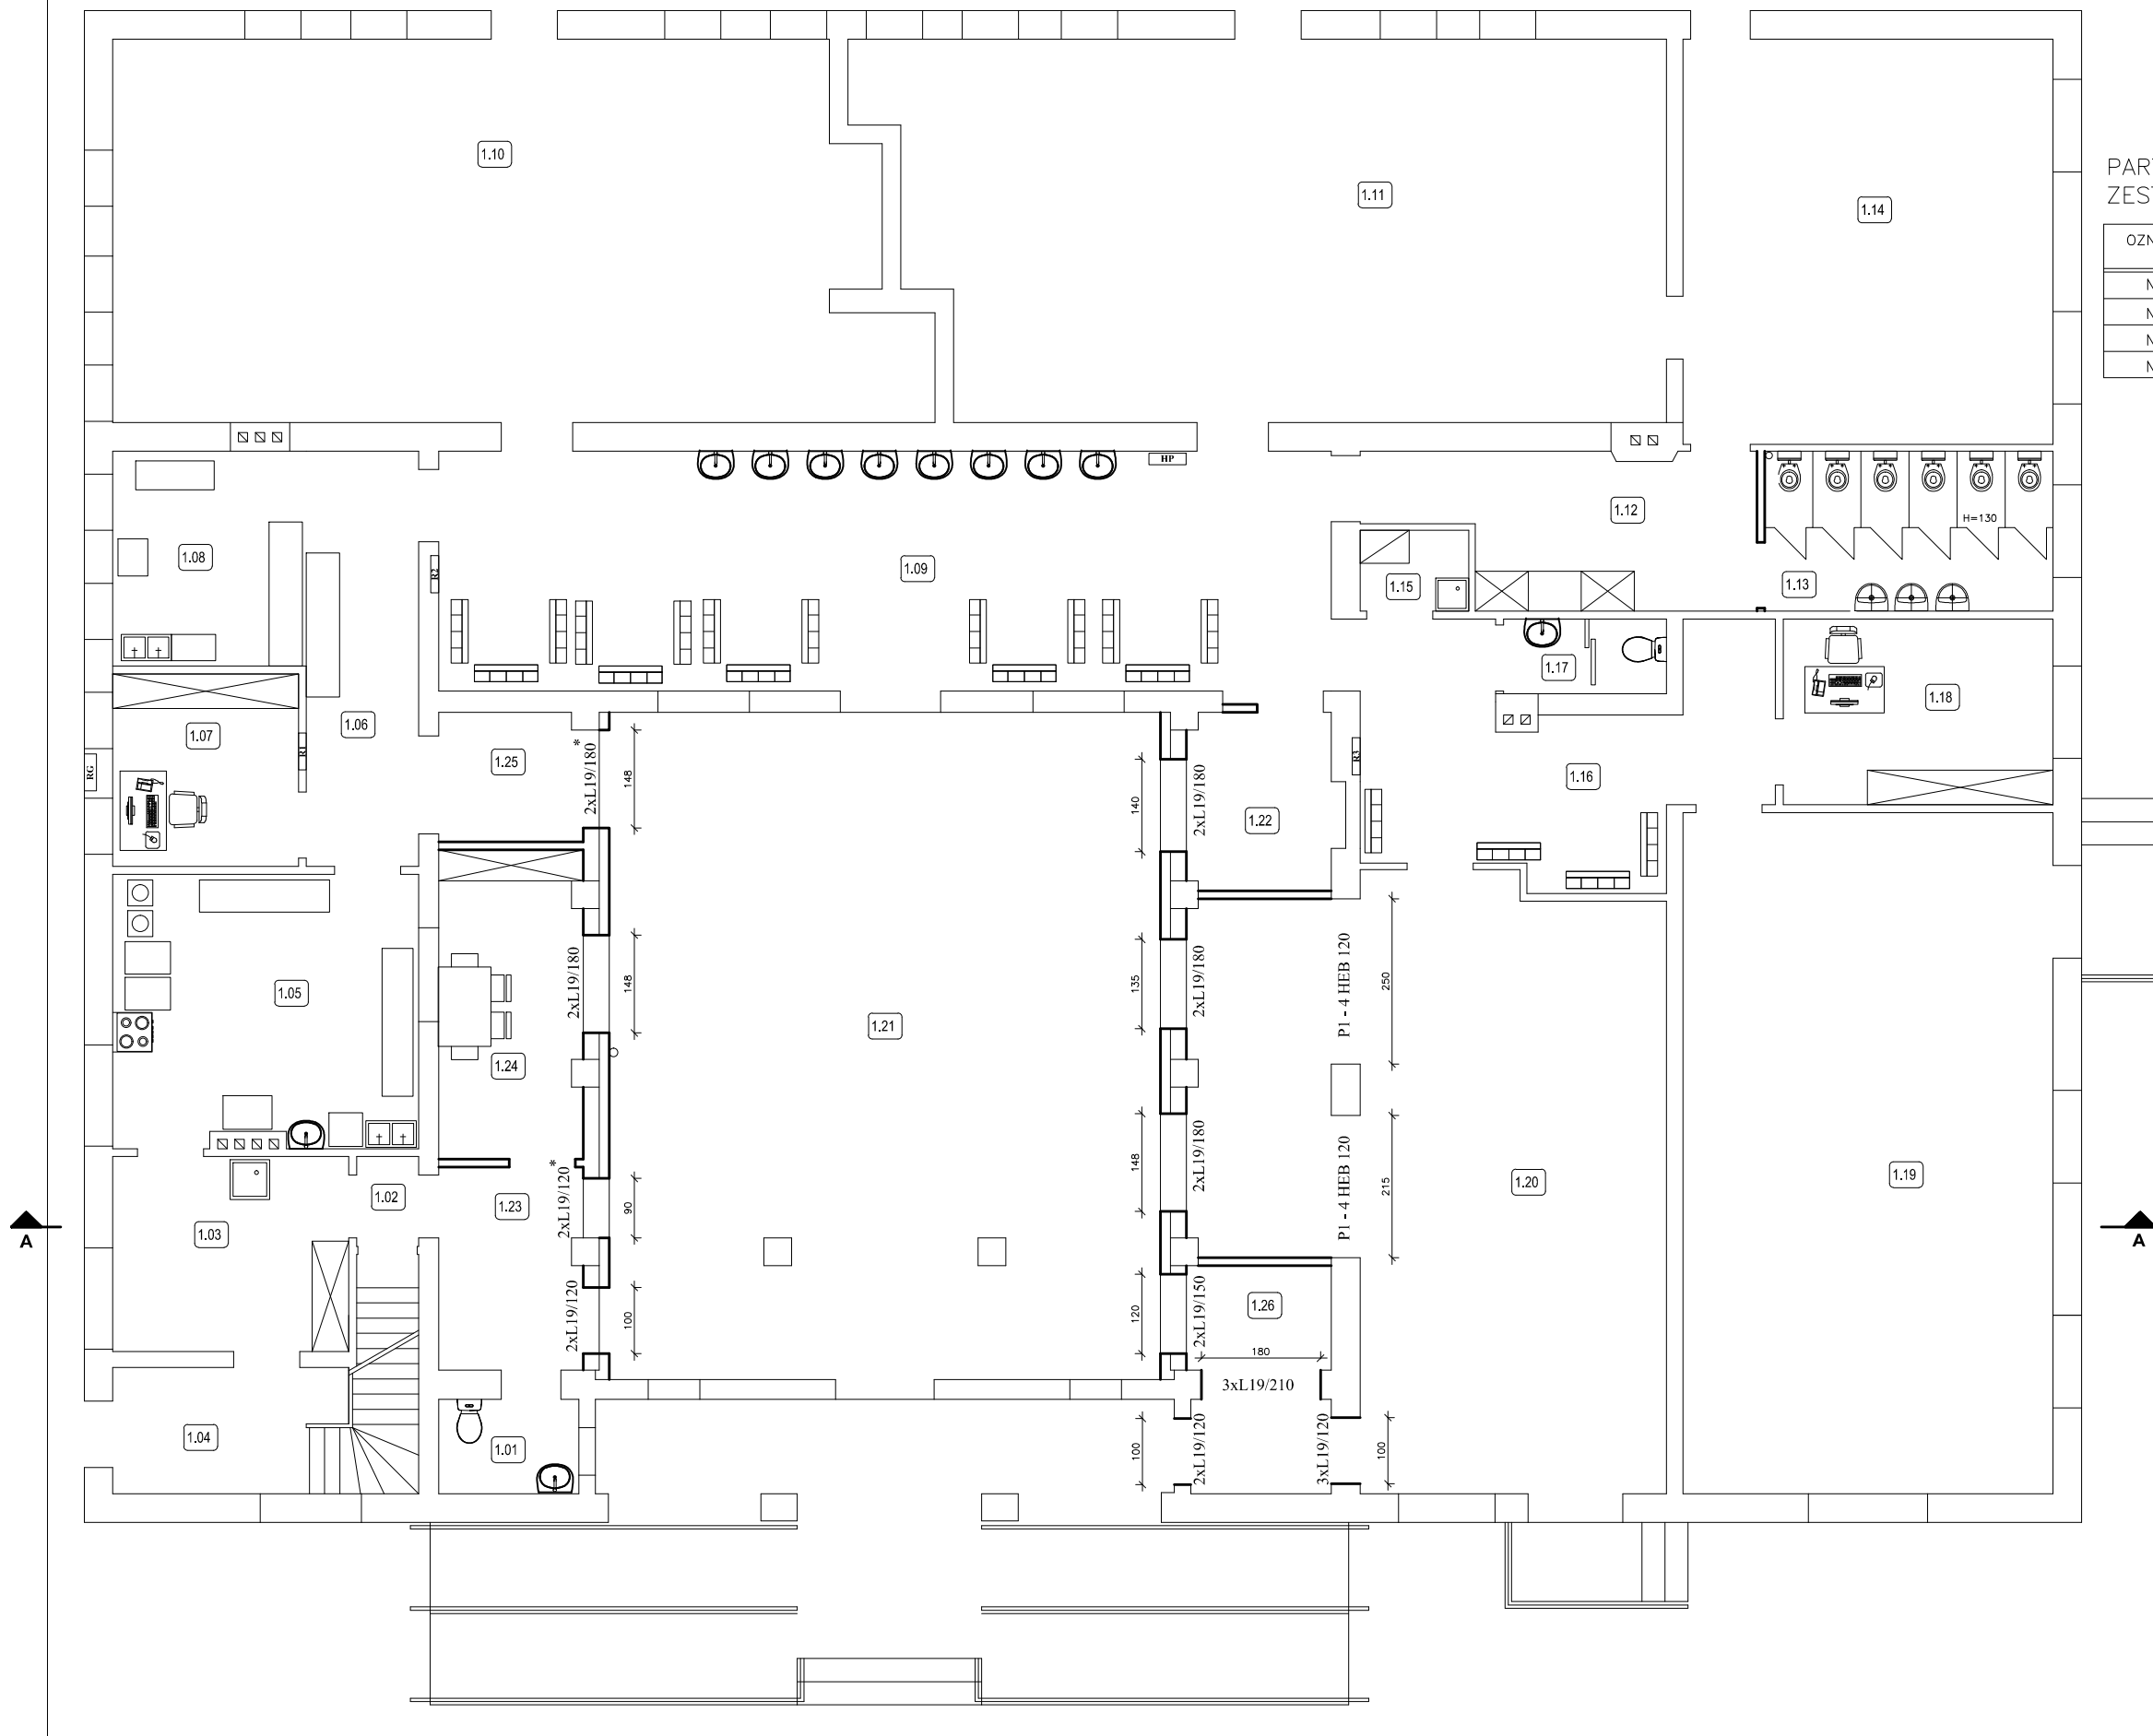 1.10
1.11
1.14
PAR
ZES
OZN
N
N
N
N
HP
1.12
H=130
1.08
R2
1.09
1.15
1.13
1.17
1.18
1.06
1.07
R1
RG
1.25
2xL19/180*
148
140
2xL19/180
1.22
R3
1.16
1.05
1.24
2xL19/180
148
1.21
135
2xL19/180
P1 - 4 HEB 120
250
148
2xL19/180
P1 - 4 HEB 120
215
1.20
1.19
1.02
1.03
1.23
2xL19/120*
90
A
A
2xL19/120
100
120
2xL19/150
1.26
180
3xL19/210
1.04
1.01
100
2xL19/120
3xL19/120
100